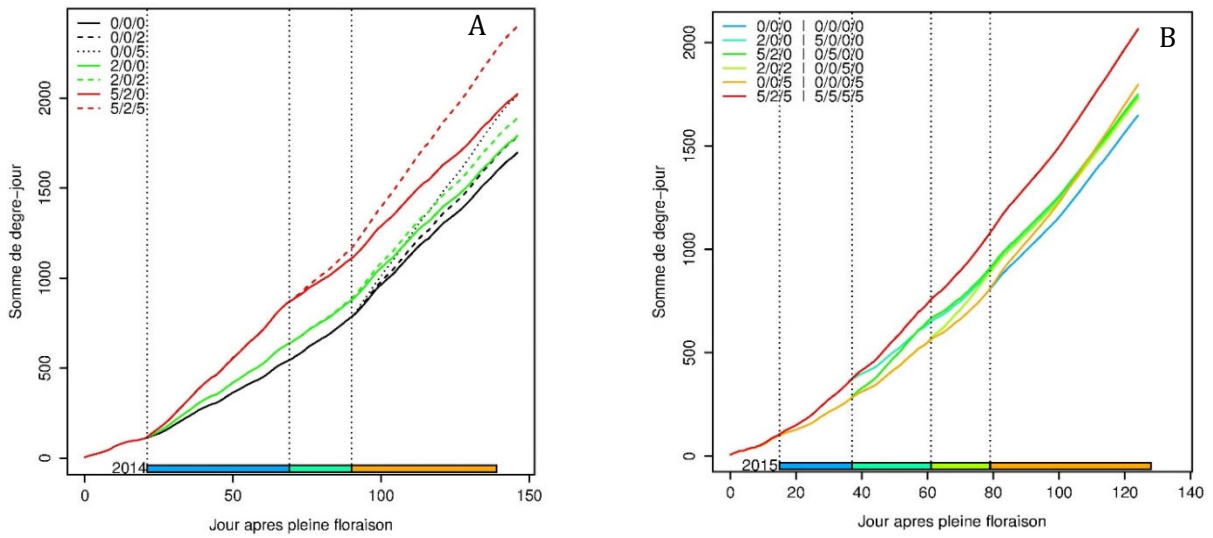 A
0/0/0
0/0/2
0/0/5
2/0/0
2/0/2
5/2/0
5/2/5
Somme de degre-jour
0
500
1000
1500
2000
2014
0
50
100
150
Jour apres pleine floraison
B
0/0/0 | 0/0/0/0
2/0/0 | 5/0/0/0
5/2/0 | 0/5/0/0
2/0/2 | 0/0/5/0
0/0/5 | 0/0/0/5
5/2/5 | 5/5/5/5
Somme de degre-jour
0
500
1000
1500
2000
2015
0
20
40
60
80
100
120
140
Jour apres pleine floraison